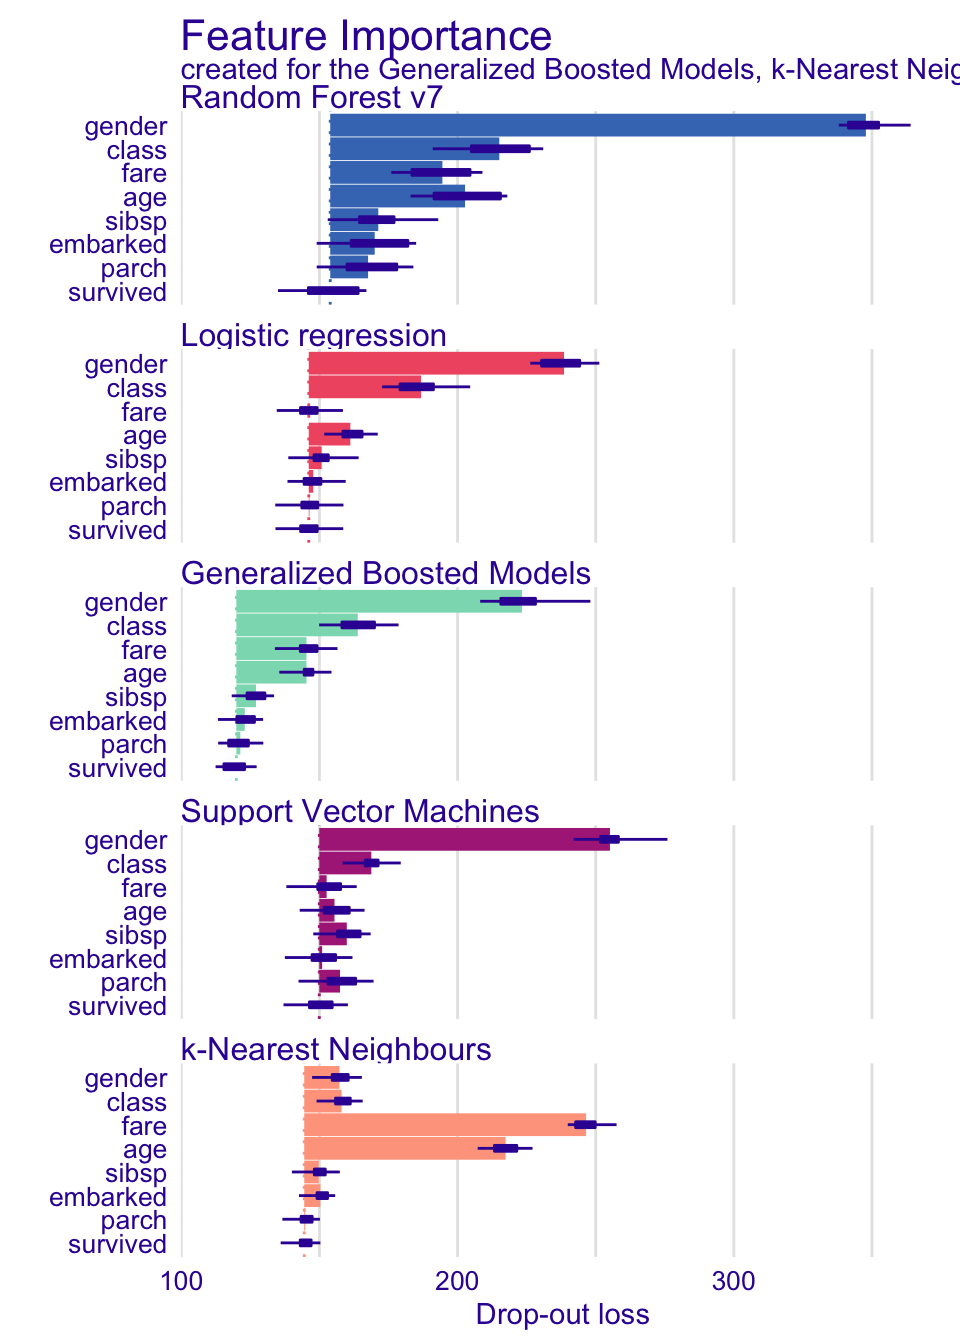 Feature Importance
created for the Generalized Boosted Models, k-Nearest Neig
Random Forest v7
gender
class
fare
age
sibsp
embarked
parch
survived
Logistic regression
gender
class
fare
age
sibsp
embarked
parch
survived
Generalized Boosted Models
gender
class
fare
age
sibsp
embarked
parch
survived
Support Vector Machines
gender
class
fare
age
sibsp
embarked
parch
survived
k-Nearest Neighbours
gender
class
fare
age
sibsp
embarked
parch
survived
100 200 300
Drop-out loss